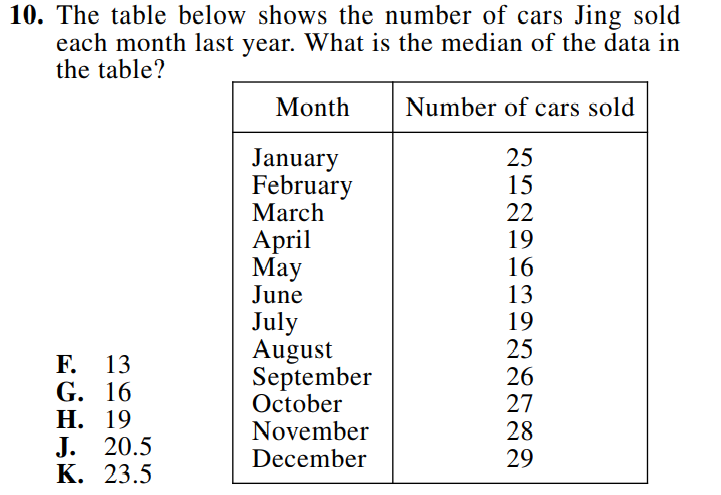 10. The table below shows the number of cars Jing sold
each month last year. What is the median of the data in
the table?
Month Number of cars sold
January 25
February 15
March 22
April 19
May 16
June 13
July 19
August 25
September 26
October 27
November 28
December 29
F. 13
G. 16
H. 19
J. 20.5
K. 23.5